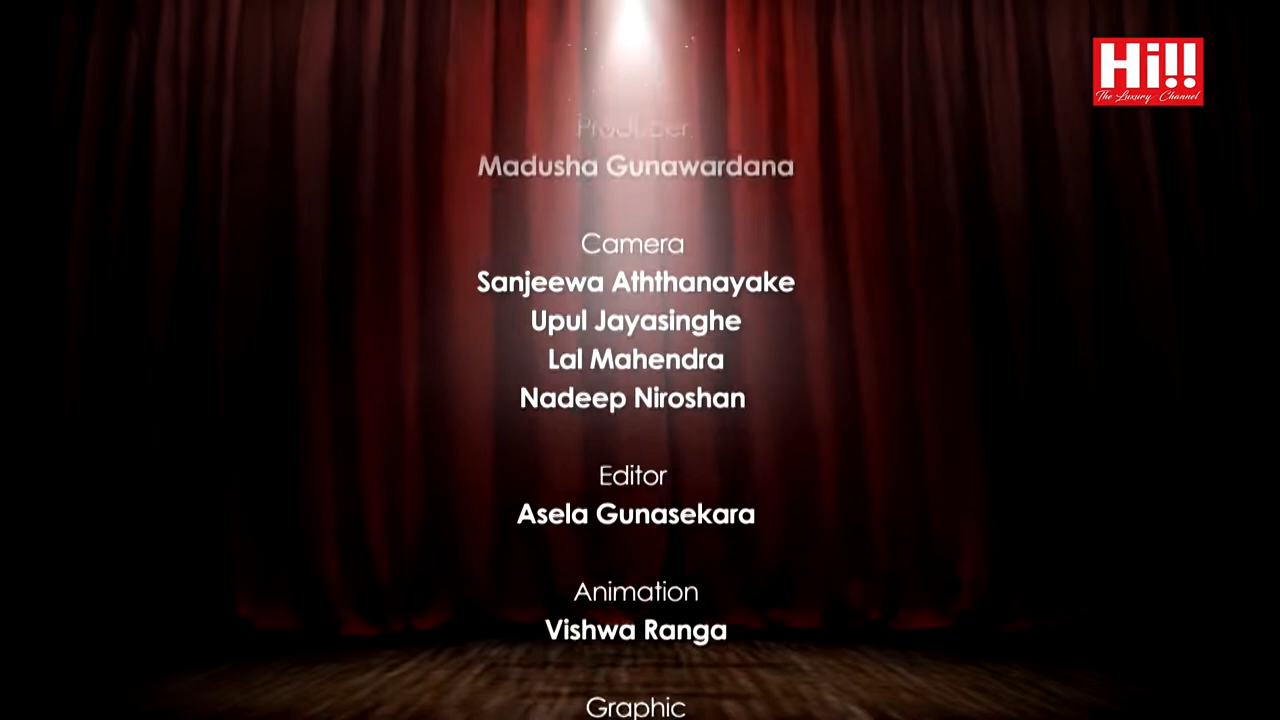 Hi!!
The Luxury Channel
Producer
Madusha Gunawardana
Camera
Sanjeewa Aththanayake
Upul Jayasinghe
Lal Mahendra
Nadeep Niroshan
Editor
Asela Gunasekara
Animation
Vishwa Ranga
Graphic